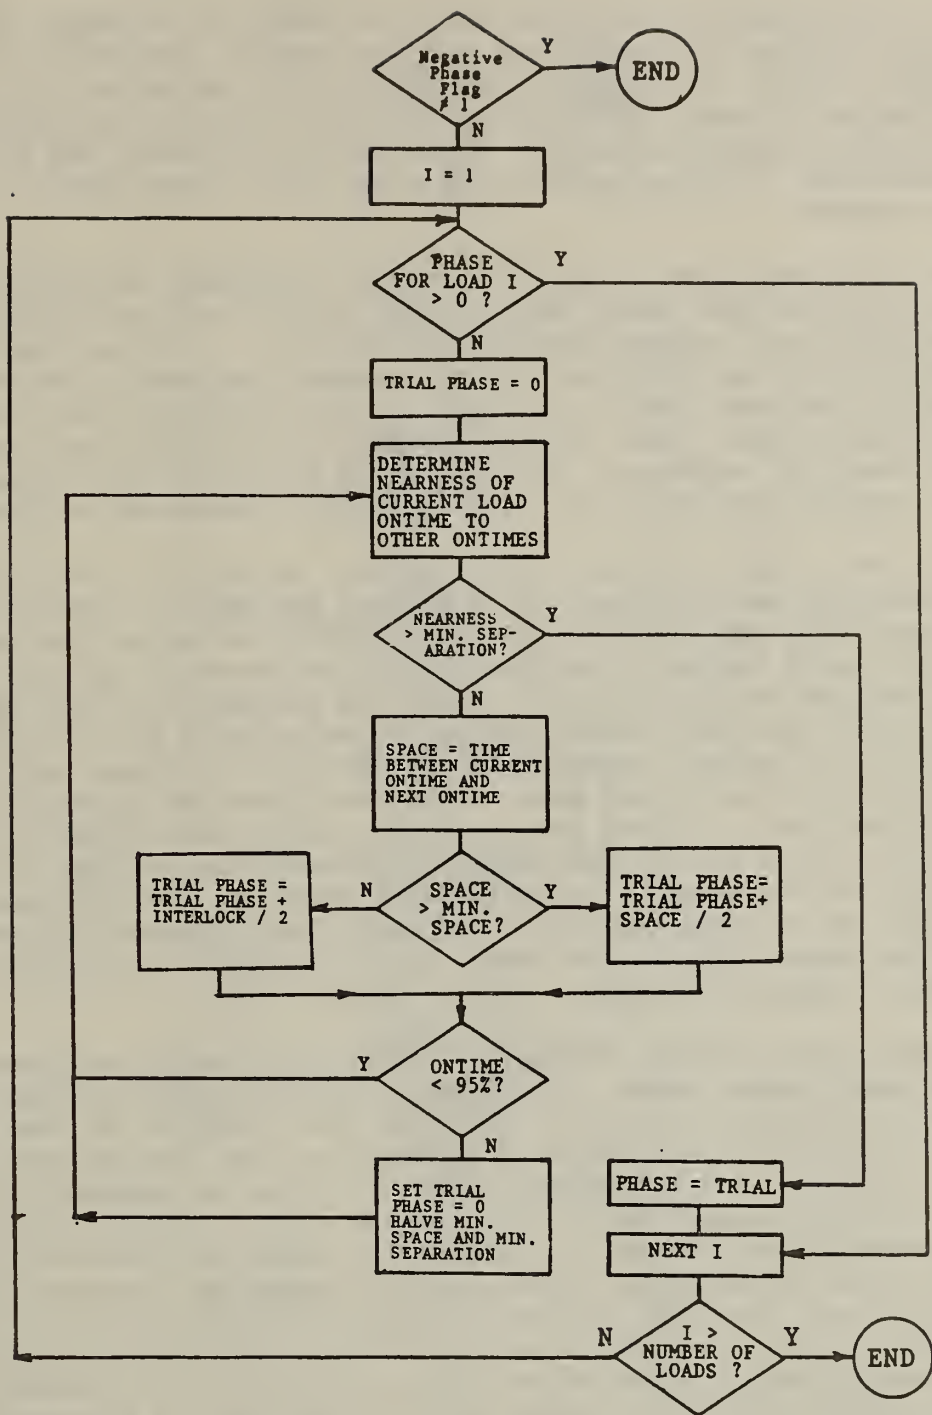 Negative
Phase
Flag
≠ 1
Y
END
N
I = 1
PHASE
FOR LOAD I
> 0 ?
Y
N
TRIAL PHASE = 0
DETERMINE
NEARNESS OF
CURRENT LOAD
ONTIME TO
OTHER ONTIMES
NEARNESS
> MIN. SEP-
ARATION?
Y
N
SPACE = TIME
BETWEEN CURRENT
ONTIME AND
NEXT ONTIME
TRIAL PHASE =
TRIAL PHASE +
INTERLOCK / 2
N
SPACE
> MIN.
SPACE?
Y
TRIAL PHASE=
TRIAL PHASE+
SPACE / 2
Y
ONTIME
< 95%?
N
SET TRIAL
PHASE = 0
HALVE MIN.
SPACE AND MIN.
SEPARATION
PHASE = TRIAL
NEXT I
N
I >
NUMBER OF
LOADS ?
Y
END